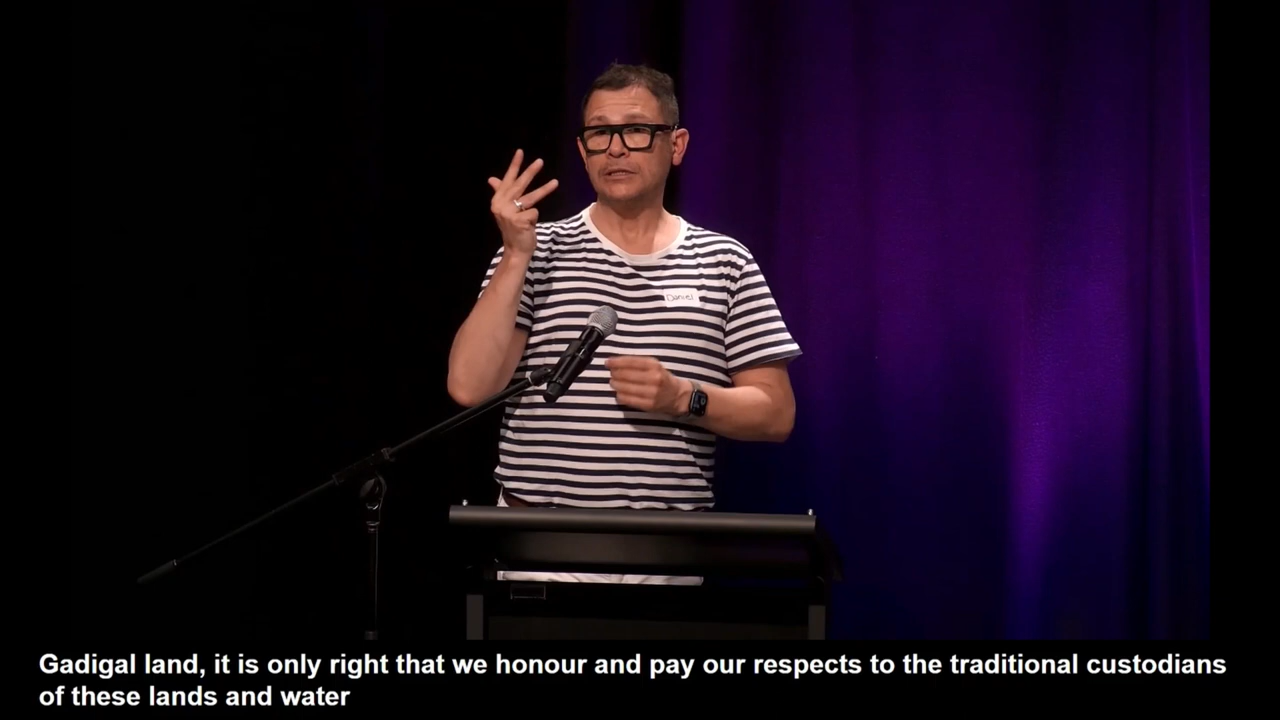 Daniel
Gadigal land, it is only right that we honour and pay our respects to the traditional custodians
of these lands and water